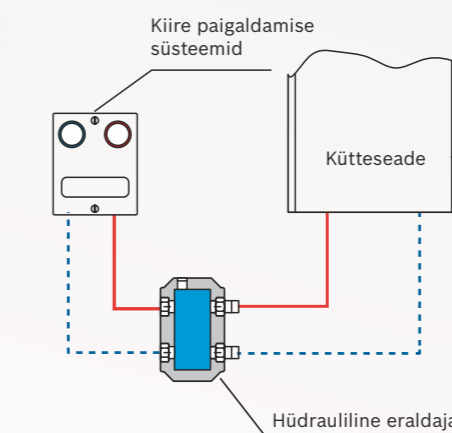 Kiire paigaldamise
süsteemid
Kütteseade
Hüdrauliline eraldaja